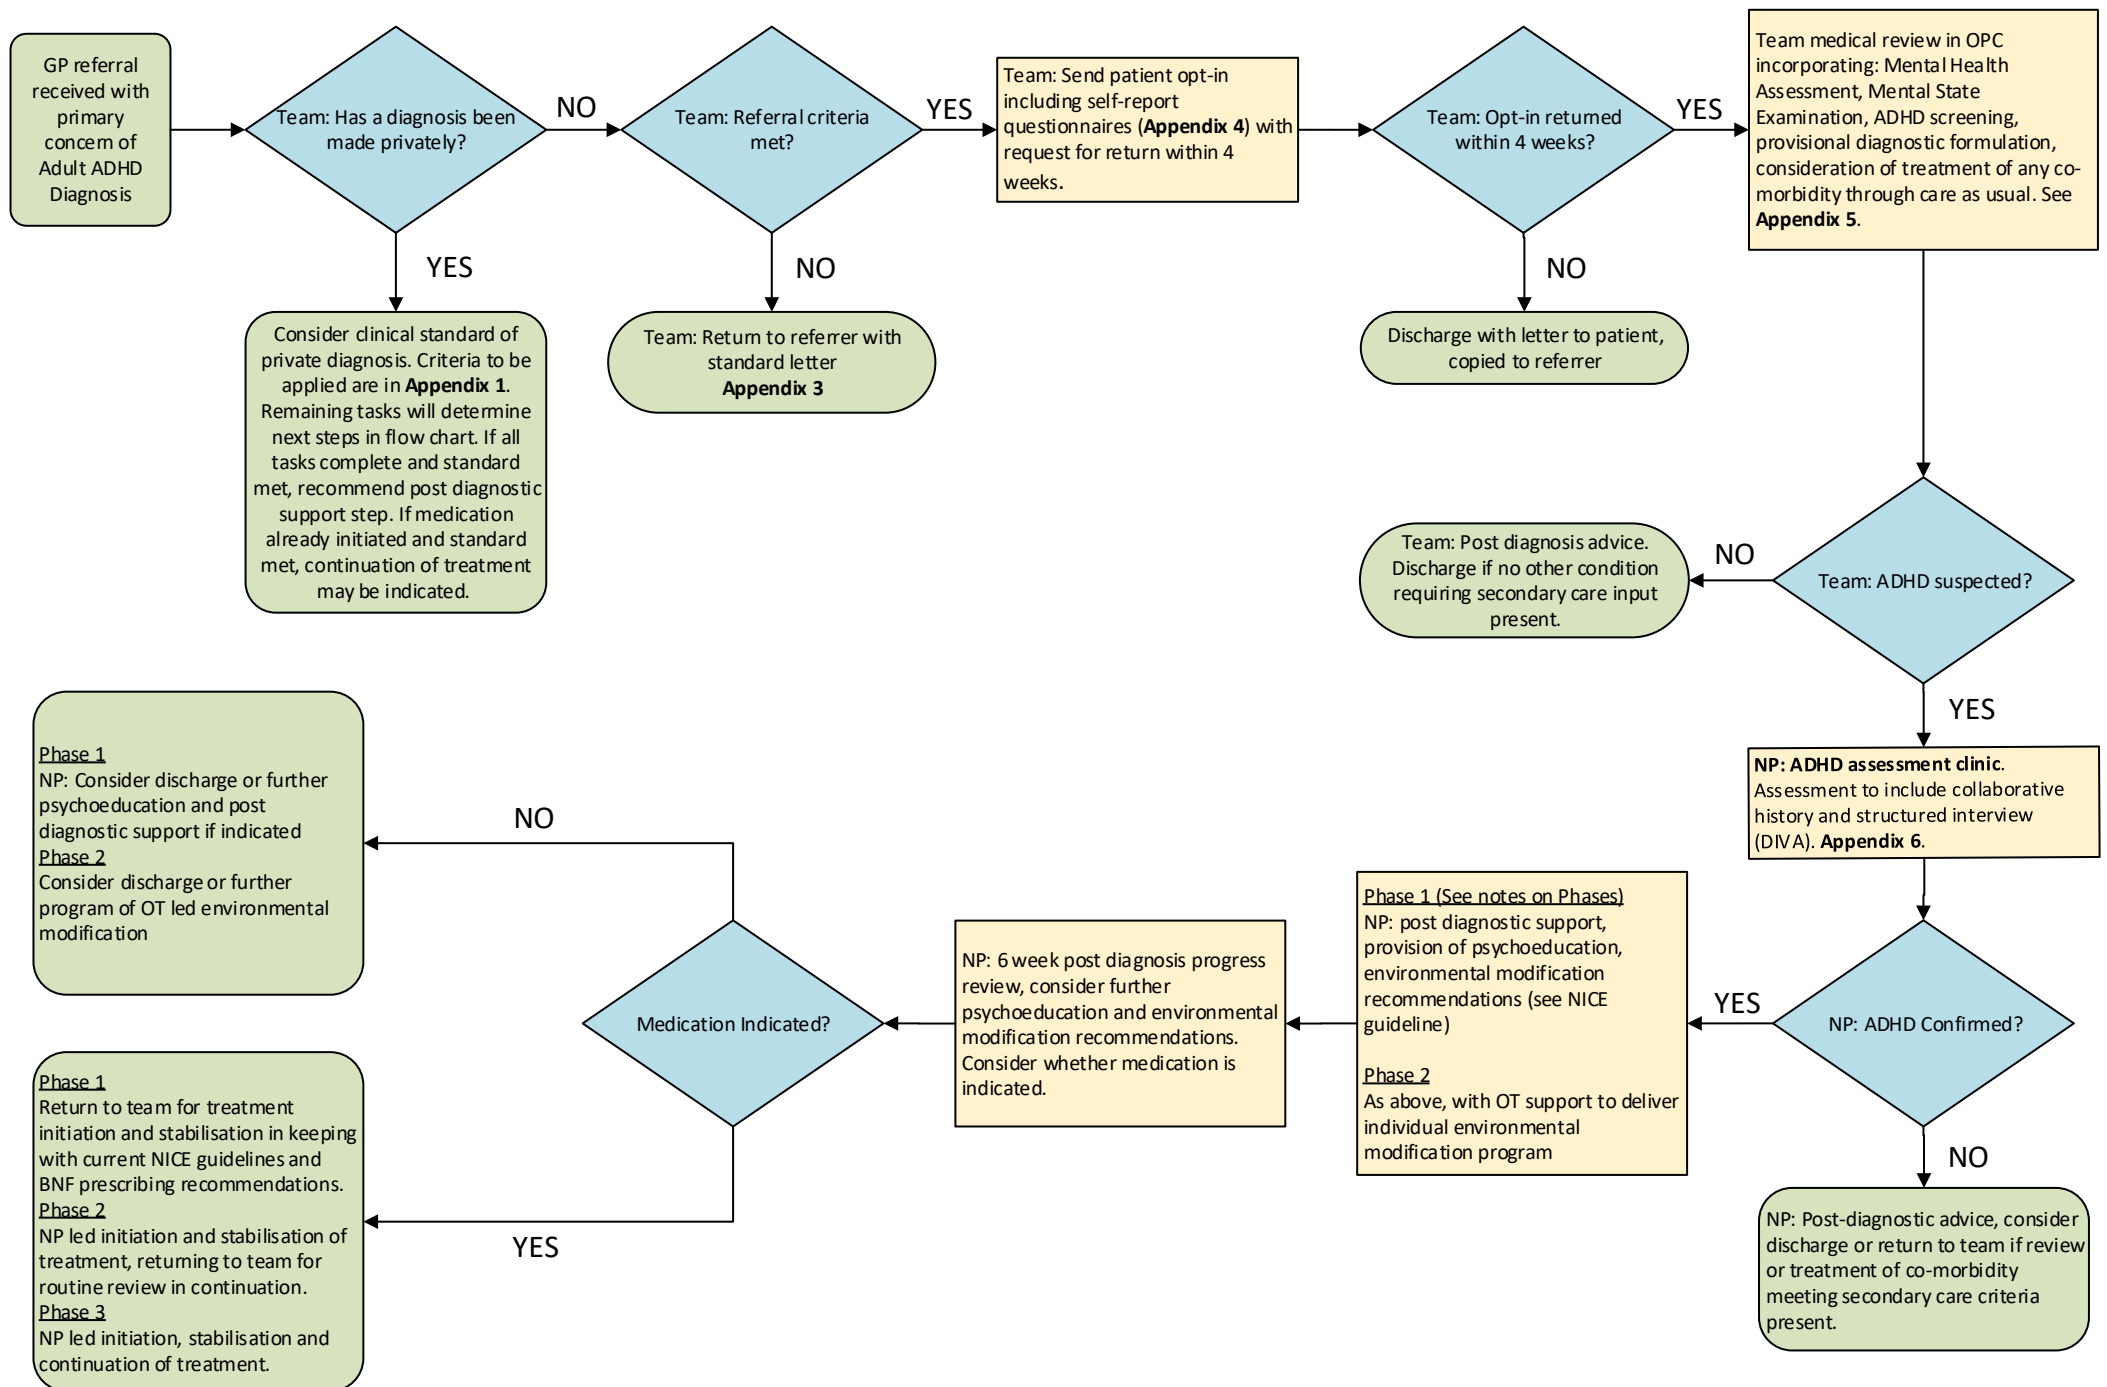 GP referral
received with
primary
concern of
Adult ADHD
Diagnosis
Team: Has a diagnosis been
made privately?
NO
YES
Consider clinical standard of
private diagnosis. Criteria to be
applied are in Appendix 1.
Remaining tasks will determine
next steps in flow chart. If all
tasks complete and standard
met, recommend post diagnostic
support step. If medication
already initiated and standard
met, continuation of treatment
may be indicated.
Team: Referral criteria
met?
YES
NO
Team: Return to referrer with
standard letter
Appendix 3
Team: Send patient opt-in
including self-report
questionnaires (Appendix 4) with
request for return within 4
weeks.
Team: Opt-in returned
within 4 weeks?
YES
NO
Discharge with letter to patient,
copied to referrer
Team medical review in OPC
incorporating: Mental Health
Assessment, Mental State
Examination, ADHD screening,
provisional diagnostic formulation,
consideration of treatment of any co-
morbidity through care as usual. See
Appendix 5.
Team: ADHD suspected?
NO
Team: Post diagnosis advice.
Discharge if no other condition
requiring secondary care input
present.
YES
NP: ADHD assessment clinic.
Assessment to include collaborative
history and structured interview
(DIVA). Appendix 6.
NP: ADHD Confirmed?
NO
NP: Post-diagnostic advice, consider
discharge or return to team if review
or treatment of co-morbidity
meeting secondary care criteria
present.
YES
Phase 1 (See notes on Phases)
NP: post diagnostic support,
provision of psychoeducation,
environmental modification
recommendations (see NICE
guideline)
Phase 2
As above, with OT support to deliver
individual environmental
modification program
NP: 6 week post diagnosis progress
review, consider further
psychoeducation and environmental
modification recommendations.
Consider whether medication is
indicated.
Medication Indicated?
NO
Phase 1
NP: Consider discharge or further
psychoeducation and post
diagnostic support if indicated
Phase 2
Consider discharge or further
program of OT led environmental
modification
YES
Phase 1
Return to team for treatment
initiation and stabilisation in keeping
with current NICE guidelines and
BNF prescribing recommendations.
Phase 2
NP led initiation and stabilisation of
treatment, returning to team for
routine review in continuation.
Phase 3
NP led initiation, stabilisation and
continuation of treatment.